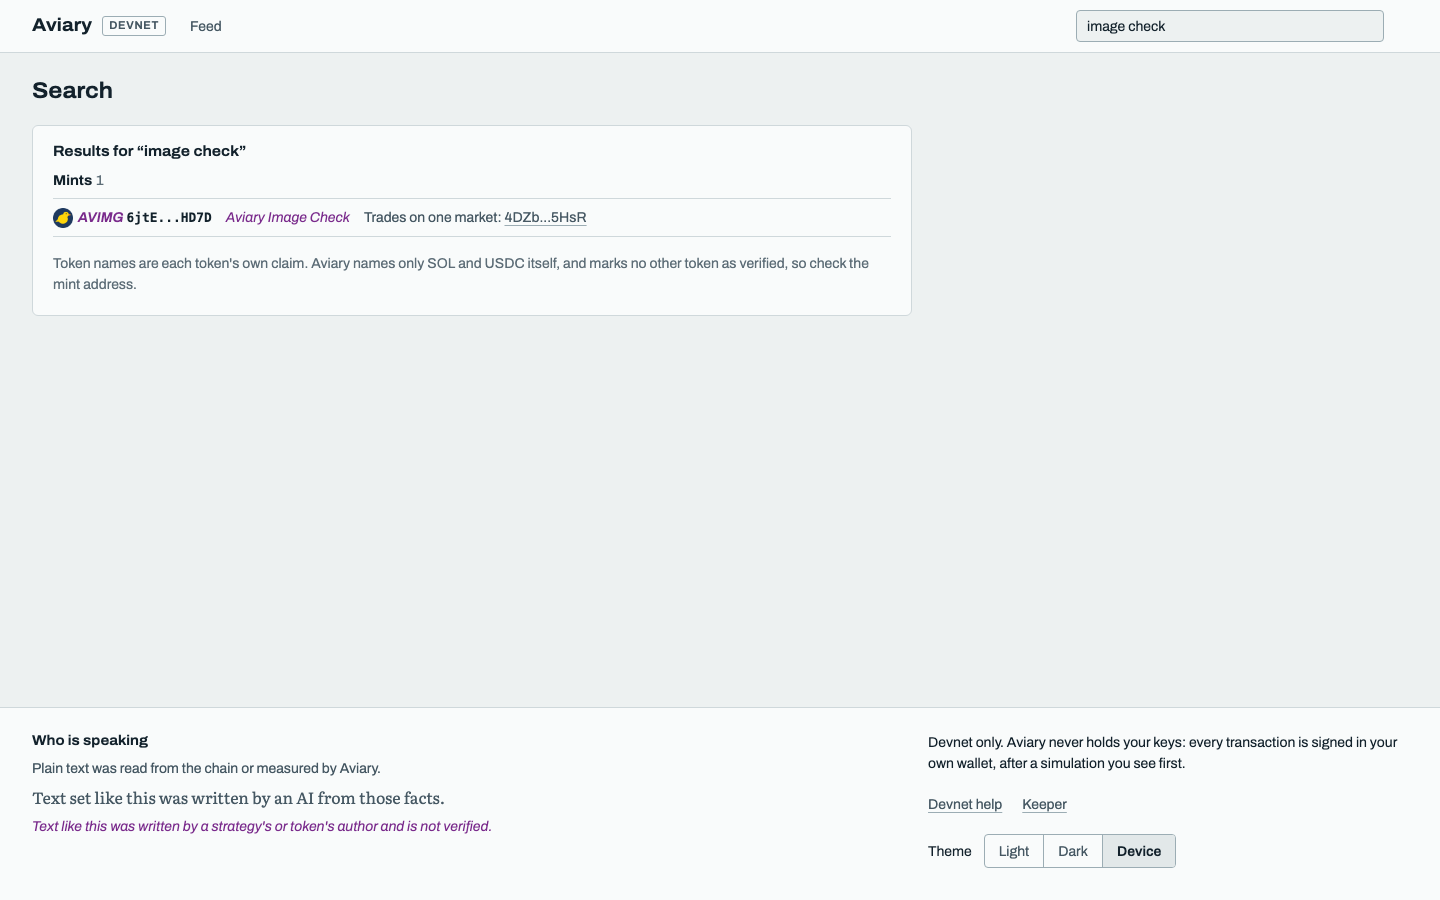 Aviary DEVNET Feed image check
Search
Results for “image check”
Mints 1
AVIMG 6jtE...HD7D Aviary Image Check Trades on one market: 4DZb...5HsR
Token names are each token's own claim. Aviary names only SOL and USDC itself, and marks no other token as verified, so check the
mint address.
Who is speaking
Plain text was read from the chain or measured by Aviary.
Text set like this was written by an AI from those facts.
Text like this was written by a strategy's or token's author and is not verified.
Devnet only. Aviary never holds your keys: every transaction is signed in your
own wallet, after a simulation you see first.
Devnet help Keeper
Theme Light Dark Device